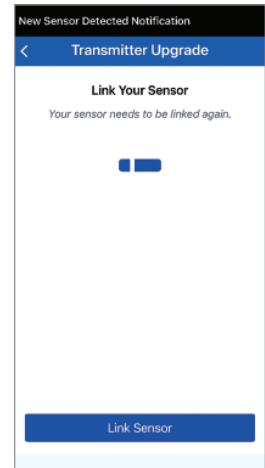 New Sensor Detected Notification
Transmitter Upgrade
Link Your Sensor
Your sensor needs to be linked again.
Link Sensor